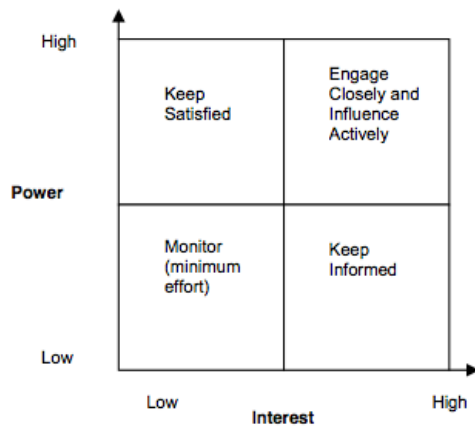 High
Keep
Satisfied
Engage
Closely and
Influence
Actively
Power
Monitor
(minimum
effort)
Keep
Informed
Low
Low
High
Interest